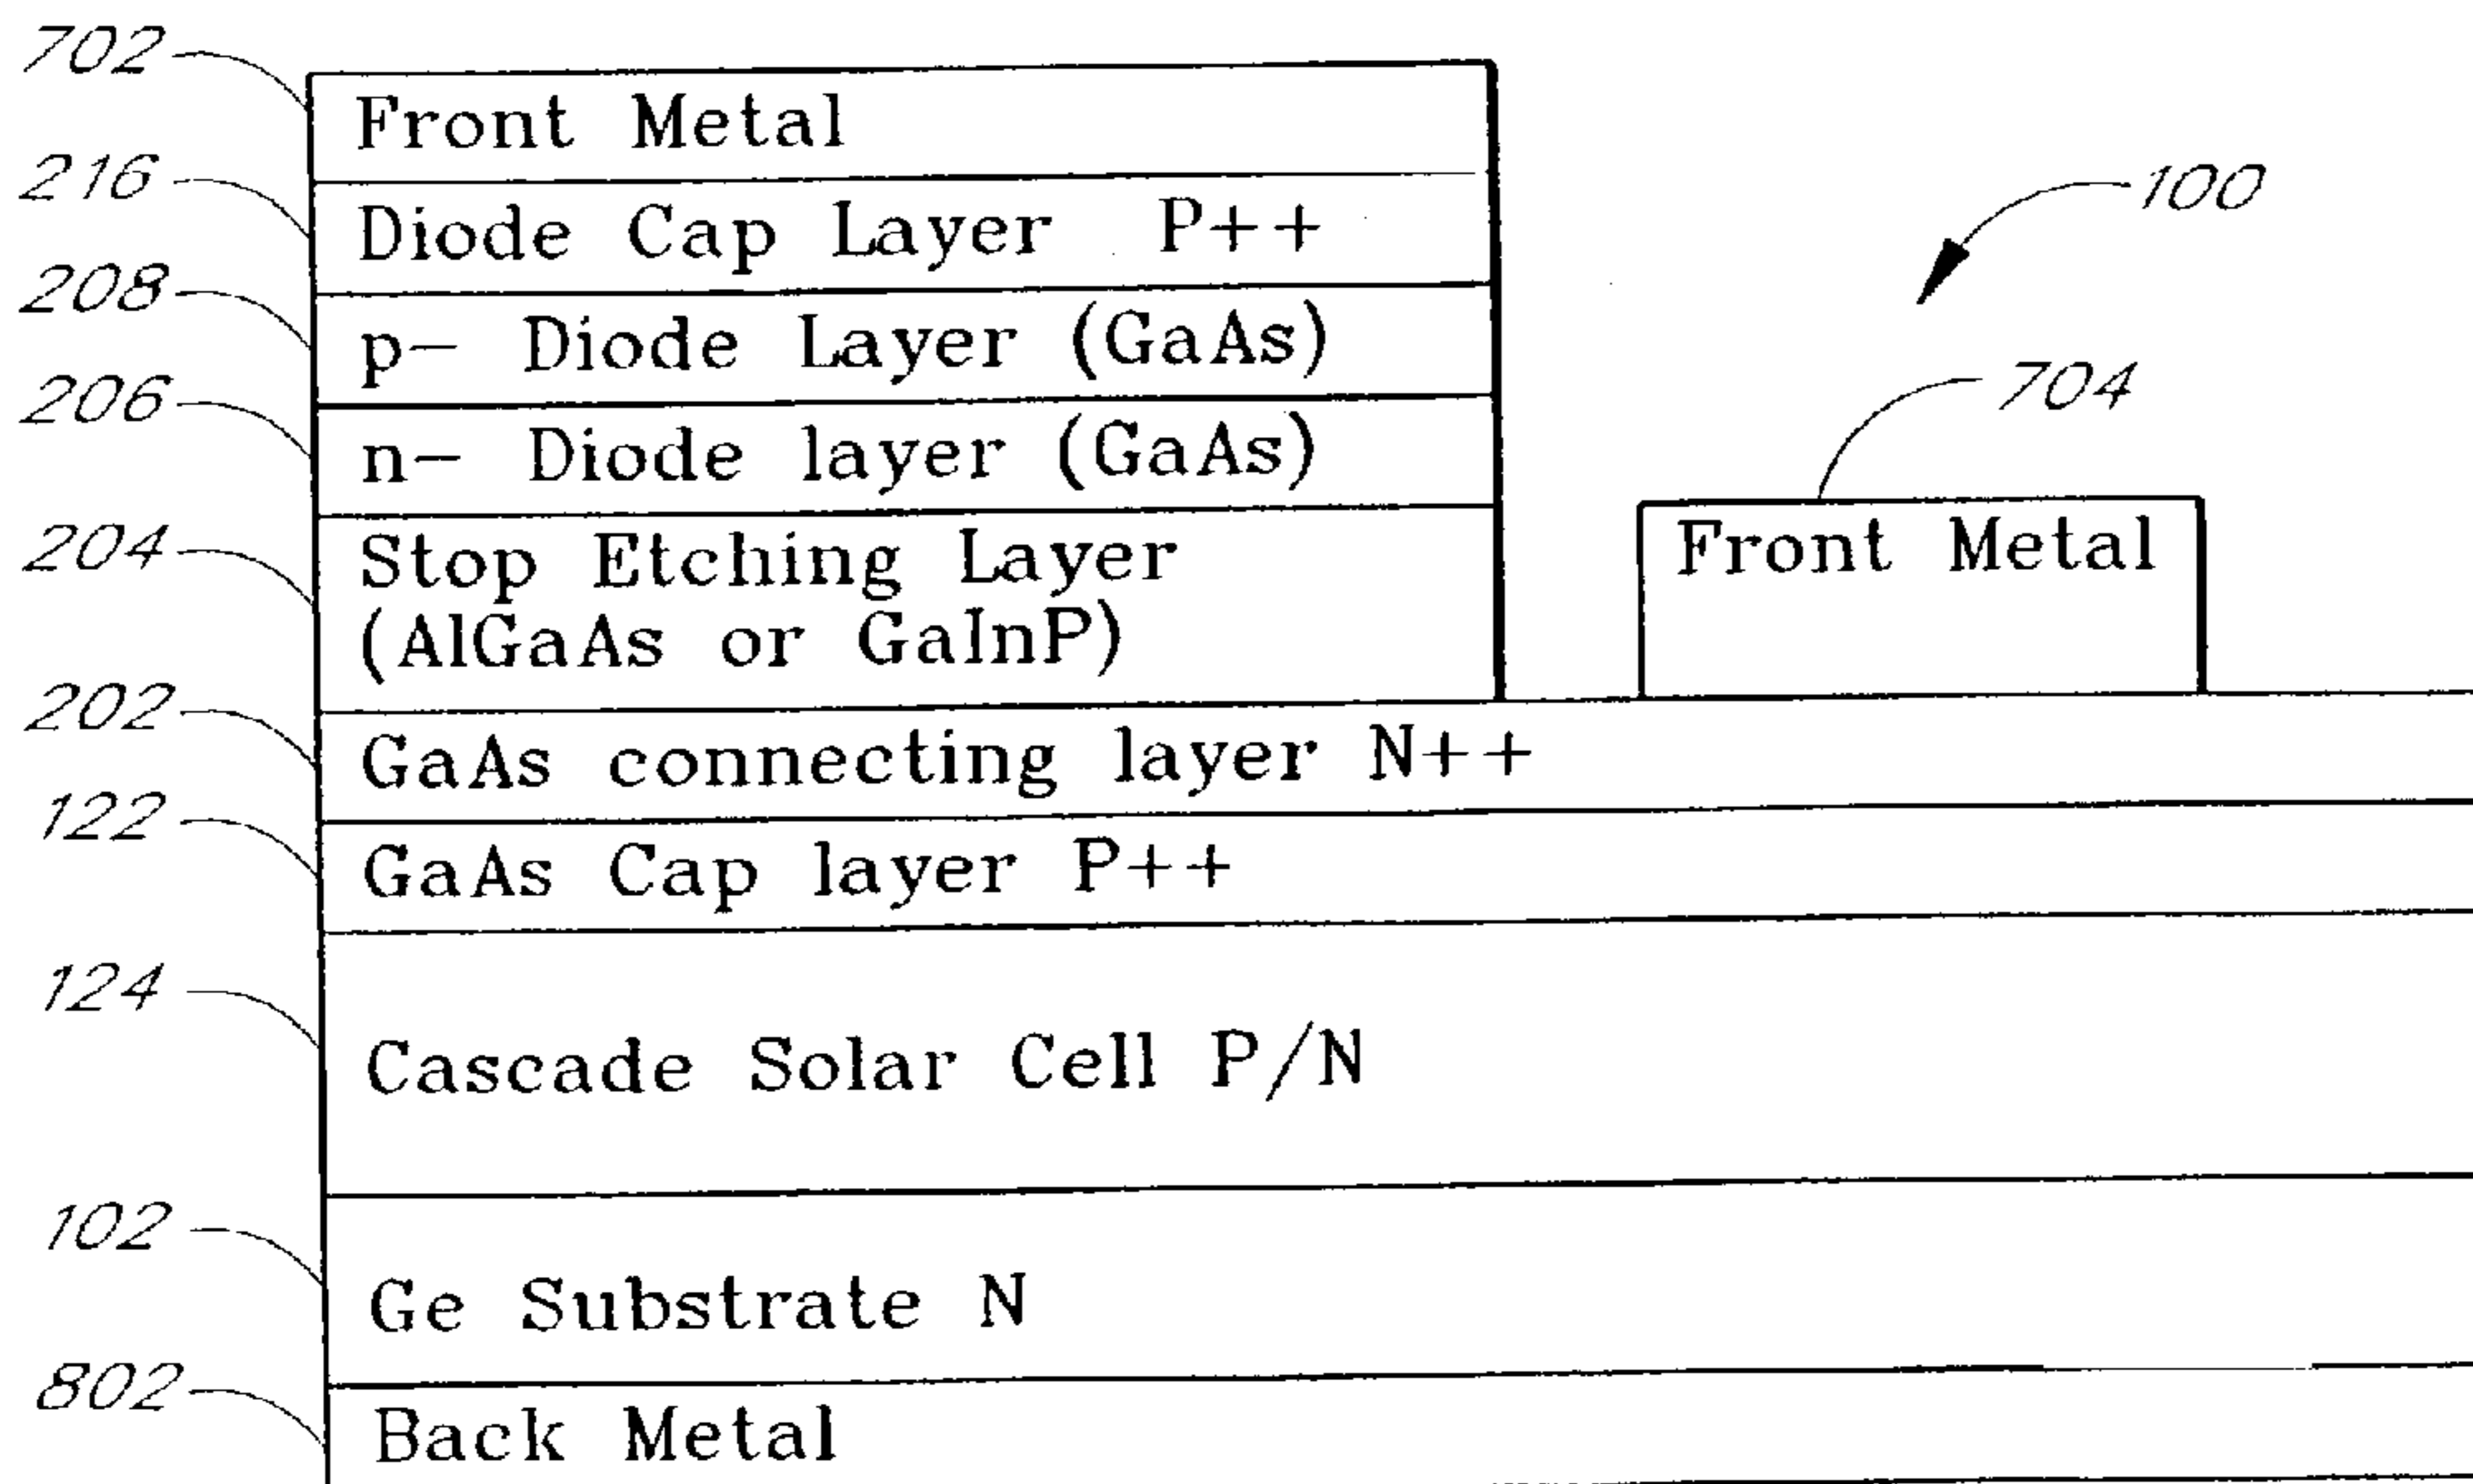 702
Front Metal
216
Diode Cap Layer P++
100
208
p- Diode Layer (GaAs)
206
n- Diode layer (GaAs)
704
204
Stop Etching Layer
(AlGaAs or GaInP)
Front Metal
202
GaAs connecting layer N++
122
GaAs Cap layer P++
124
Cascade Solar Cell P/N
102
Ge Substrate N
802
Back Metal